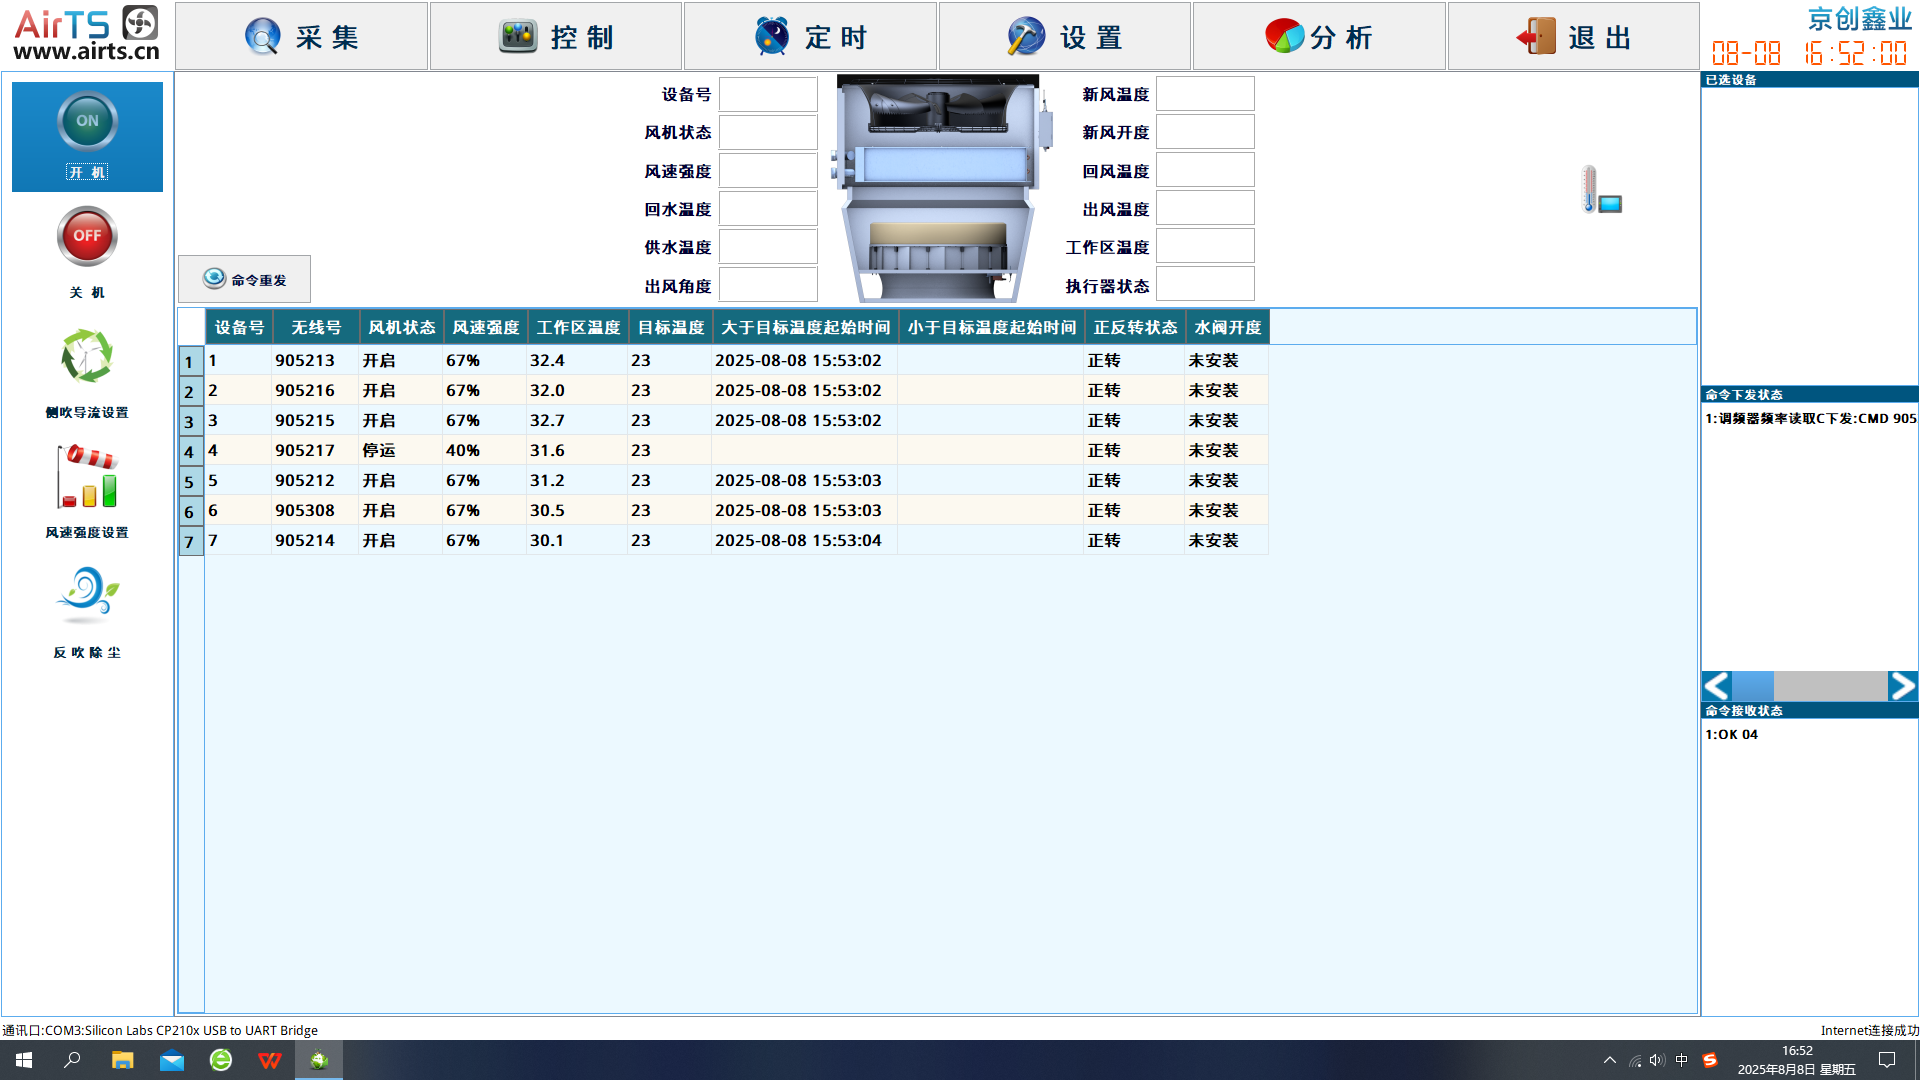 AirTS
www.airts.cn
采集
控制
定时
设置
分析
退出
京创鑫业
08-08 16:52:00
ON
开 机
OFF
关 机
侧吹导流设置
风速强度设置
反吹除尘
设备号
风机状态
风速强度
回水温度
供水温度
出风角度
新风温度
新风开度
回风温度
出风温度
工作区温度
执行器状态
命令重发
设备号 无线号 风机状态 风速强度 工作区温度 目标温度 大于目标温度起始时间 小于目标温度起始时间 正反转状态 水阀开度
1 1 905213 开启 67% 32.4 23 2025-08-08 15:53:02 正转 未安装
2 2 905216 开启 67% 32.0 23 2025-08-08 15:53:02 正转 未安装
3 3 905215 开启 67% 32.7 23 2025-08-08 15:53:02 正转 未安装
4 4 905217 停运 40% 31.6 23 正转 未安装
5 5 905212 开启 67% 31.2 23 2025-08-08 15:53:03 正转 未安装
6 6 905308 开启 67% 30.5 23 2025-08-08 15:53:03 正转 未安装
7 7 905214 开启 67% 30.1 23 2025-08-08 15:53:04 正转 未安装
已选设备
命令下发状态
1:调频器频率读取C下发:CMD 905
命令接收状态
1:OK 04
通讯口:COM3:Silicon Labs CP210x USB to UART Bridge
Internet连接成功
中
16:52
2025年8月8日 星期五